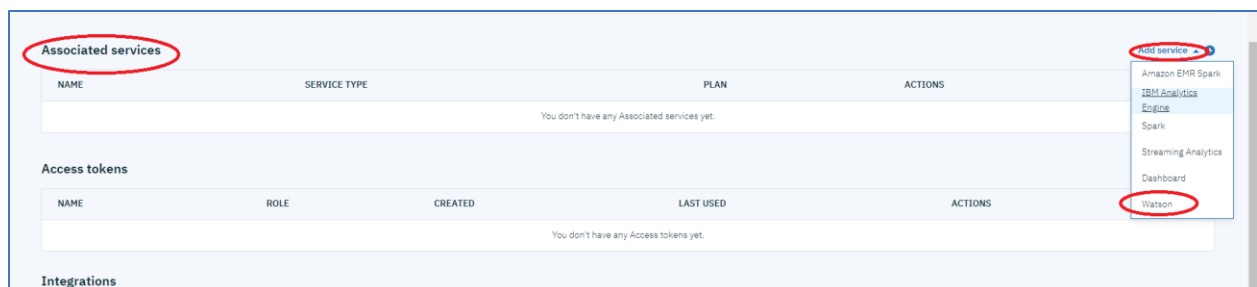 Associated services
Add service
NAME SERVICE TYPE PLAN ACTIONS
You don't have any Associated services yet.
Amazon EMR Spark
IBM Analytics
Engine
Spark
Streaming Analytics
Dashboard
Watson
Access tokens
NAME ROLE CREATED LAST USED ACTIONS
You don't have any Access tokens yet.
Integrations